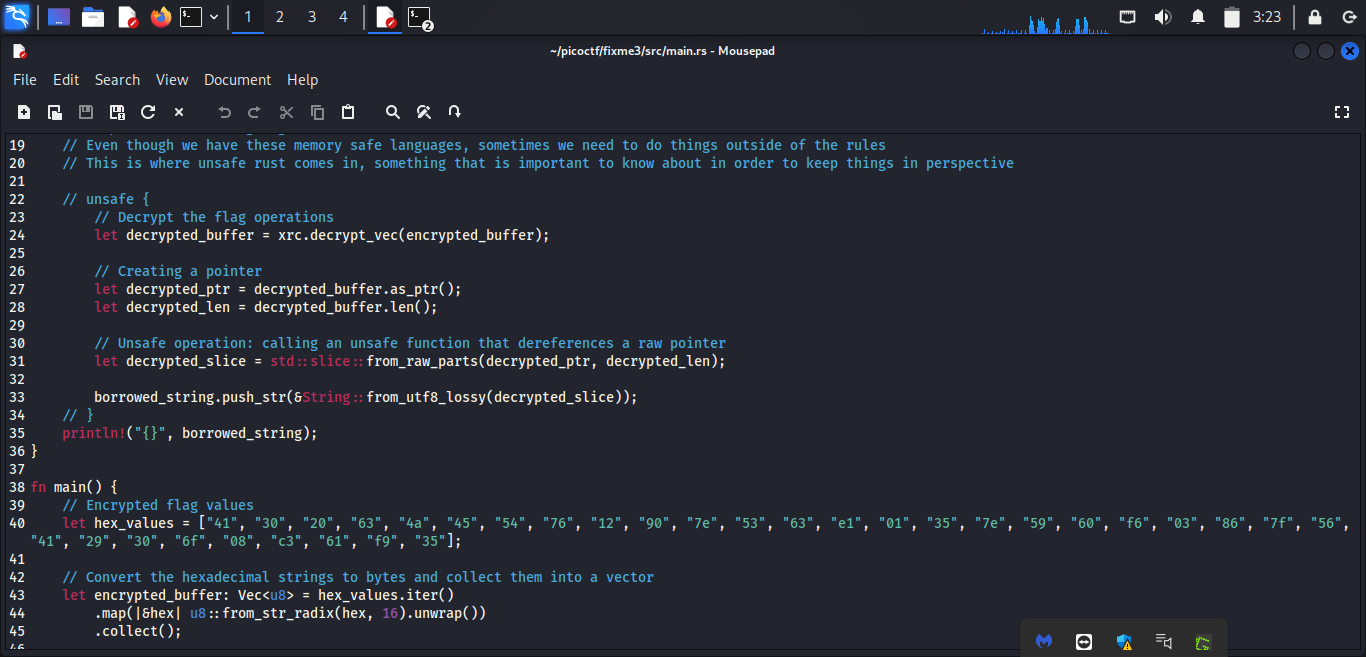 1 2 3 4 2 3:23
~/picoctf/fixme3/src/main.rs - Mousepad
File Edit Search View Document Help
19 // Even though we have these memory safe languages, sometimes we need to do things outside of the rules
20 // This is where unsafe rust comes in, something that is important to know about in order to keep things in perspective
21
22 // unsafe {
23 // Decrypt the flag operations
24 let decrypted_buffer = xrc.decrypt_vec(encrypted_buffer);
25
26 // Creating a pointer
27 let decrypted_ptr = decrypted_buffer.as_ptr();
28 let decrypted_len = decrypted_buffer.len();
29
30 // Unsafe operation: calling an unsafe function that dereferences a raw pointer
31 let decrypted_slice = std::slice::from_raw_parts(decrypted_ptr, decrypted_len);
32
33 borrowed_string.push_str(&String::from_utf8_lossy(decrypted_slice));
34 // }
35 println!("{}", borrowed_string);
36 }
37
38 fn main() {
39 // Encrypted flag values
40 let hex_values = ["41", "30", "20", "63", "4a", "45", "54", "76", "12", "90", "7e", "53", "63", "e1", "01", "35", "7e", "59", "60", "f6", "03", "86", "7f", "56",
"41", "29", "30", "6f", "08", "c3", "61", "f9", "35"];
41
42 // Convert the hexadecimal strings to bytes and collect them into a vector
43 let encrypted_buffer: Vec<u8> = hex_values.iter()
44 .map(|&hex| u8::from_str_radix(hex, 16).unwrap())
45 .collect();
46